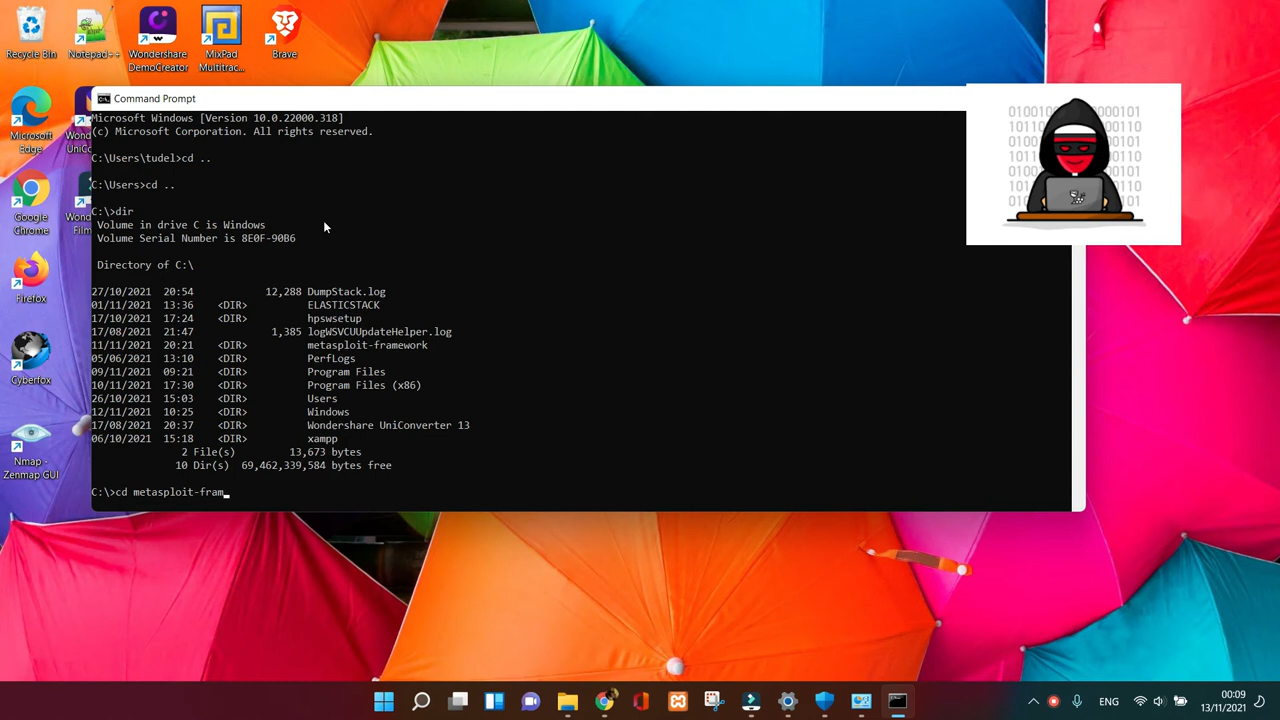 Recycle Bin
Notepad++
Wondershare DemoCreator
MixPad Multitrac...
Brave
Microsoft Edge
Google Chrome
Firefox
Cyberfox
Nmap - Zenmap GUI
Command Prompt
Microsoft Windows [Version 10.0.22000.318]
(c) Microsoft Corporation. All rights reserved.
C:\Users\tudel>cd ..
C:\Users>cd ..
C:\>dir
Volume in drive C is Windows
Volume Serial Number is 8E0F-90B6
Directory of C:\
27/10/2021 20:54 12,288 DumpStack.log
01/11/2021 13:36 <DIR> ELASTICSTACK
17/10/2021 17:24 <DIR> hpswsetup
17/08/2021 21:47 1,385 logWSVCUUpdateHelper.log
11/11/2021 20:21 <DIR> metasploit-framework
05/06/2021 13:10 <DIR> PerfLogs
09/11/2021 09:21 <DIR> Program Files
10/11/2021 17:30 <DIR> Program Files (x86)
26/10/2021 15:03 <DIR> Users
12/11/2021 10:25 <DIR> Windows
17/08/2021 20:37 <DIR> Wondershare UniConverter 13
06/10/2021 15:18 <DIR> xampp
2 File(s) 13,673 bytes
10 Dir(s) 69,462,339,584 bytes free
C:\>cd metasploit-fram_
ENG
00:09
13/11/2021